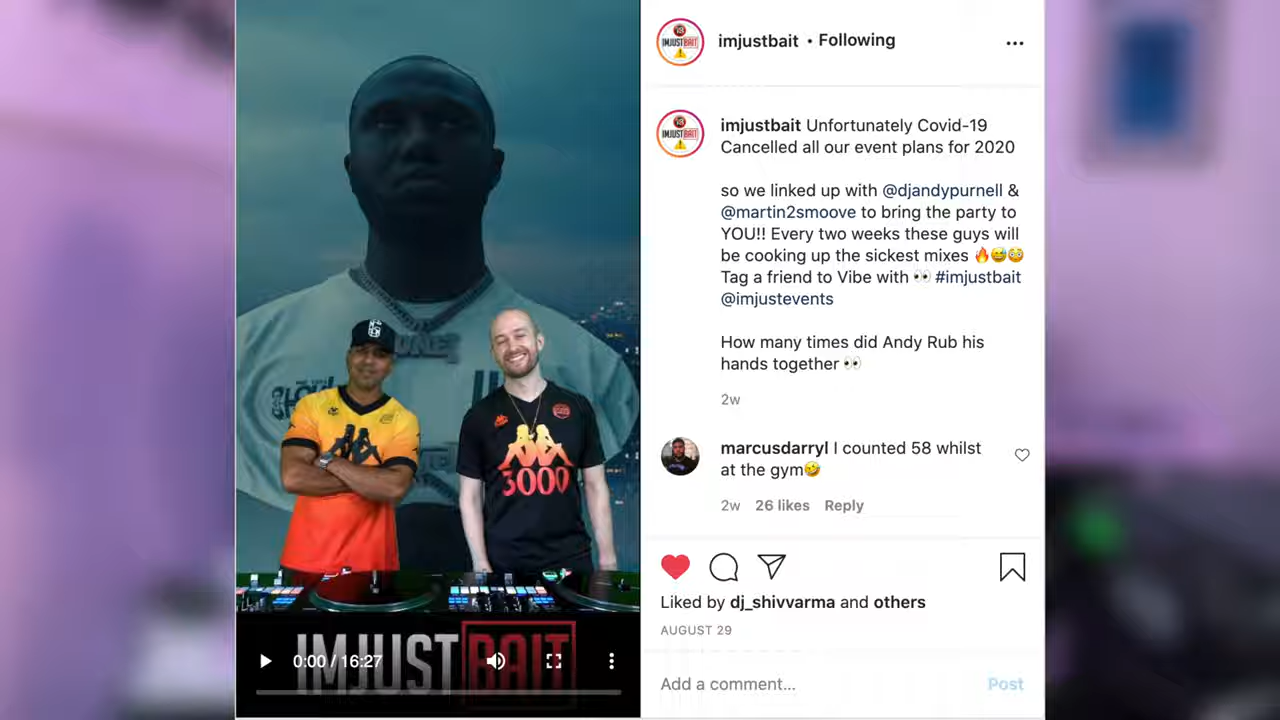 imjustbait • Following
imjustbait Unfortunately Covid-19
Cancelled all our event plans for 2020
so we linked up with @djandypurnell &
@martin2smoove to bring the party to
YOU!! Every two weeks these guys will
be cooking up the sickest mixes 🔥😅😳
Tag a friend to Vibe with 👀 #imjustbait
@imjustevents
How many times did Andy Rub his
hands together 👀
2w
marcusdarryl I counted 58 whilst
at the gym🤣
2w 26 likes Reply
Liked by dj_shivvarma and others
AUGUST 29
Add a comment... Post
3000
IMJUSTBAIT
0:00 / 16:27
IMJUSTBAIT
IMJUSTBAIT